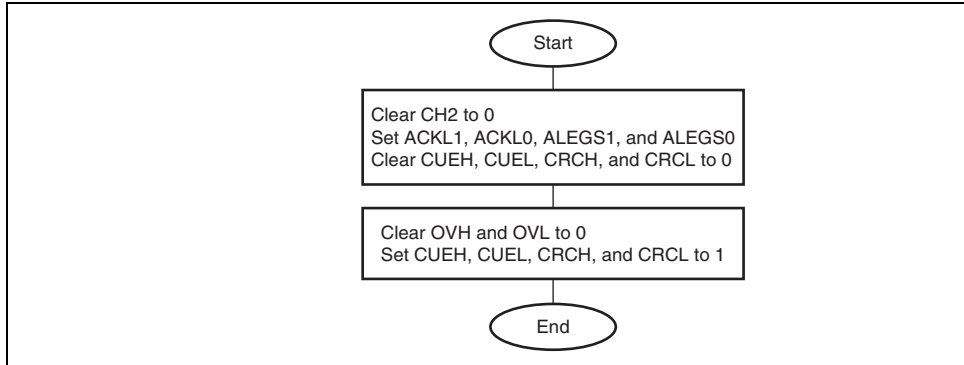 Start
Clear CH2 to 0
Set ACKL1, ACKL0, ALEGS1, and ALEGS0
Clear CUEH, CUEL, CRCH, and CRCL to 0
Clear OVH and OVL to 0
Set CUEH, CUEL, CRCH, and CRCL to 1
End